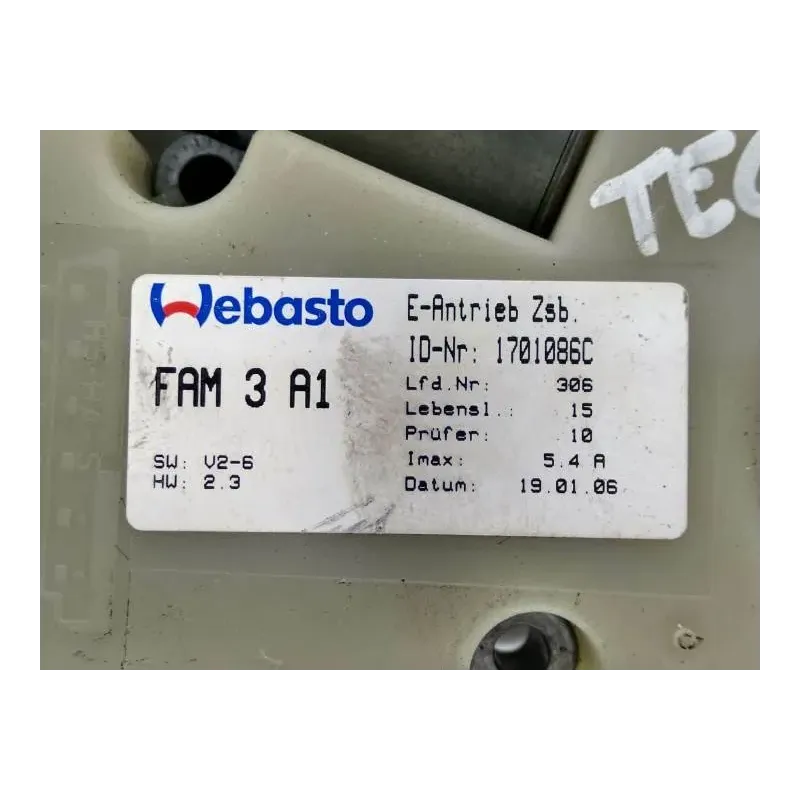 TEC
Webasto
FAM 3 A1
SW: V2-6
HW: 2.3
E-Antrieb Zsb.
ID-Nr: 1701086C
Lfd.Nr: 306
Lebensl.: 15
Prüfer: 10
Imax: 5.4 A
Datum: 19.01.06